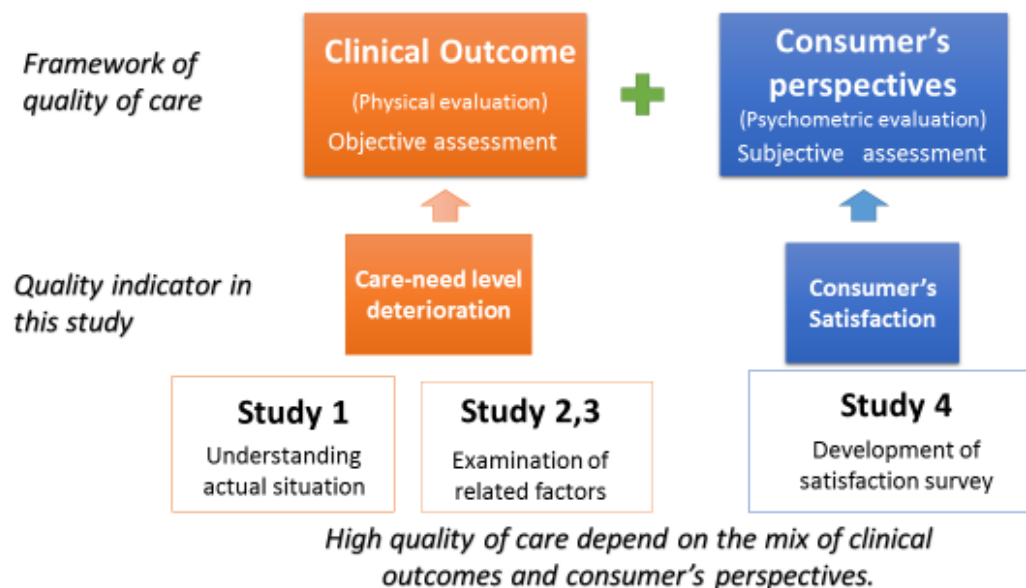 Framework of
quality of care
Clinical Outcome
(Physical evaluation)
Objective assessment
Consumer's
perspectives
(Psychometric evaluation)
Subjective assessment
Quality indicator in
this study
Care-need level
deterioration
Consumer's
Satisfaction
Study 1
Understanding
actual situation
Study 2,3
Examination of
related factors
Study 4
Development of
satisfaction survey
High quality of care depend on the mix of clinical
outcomes and consumer's perspectives.